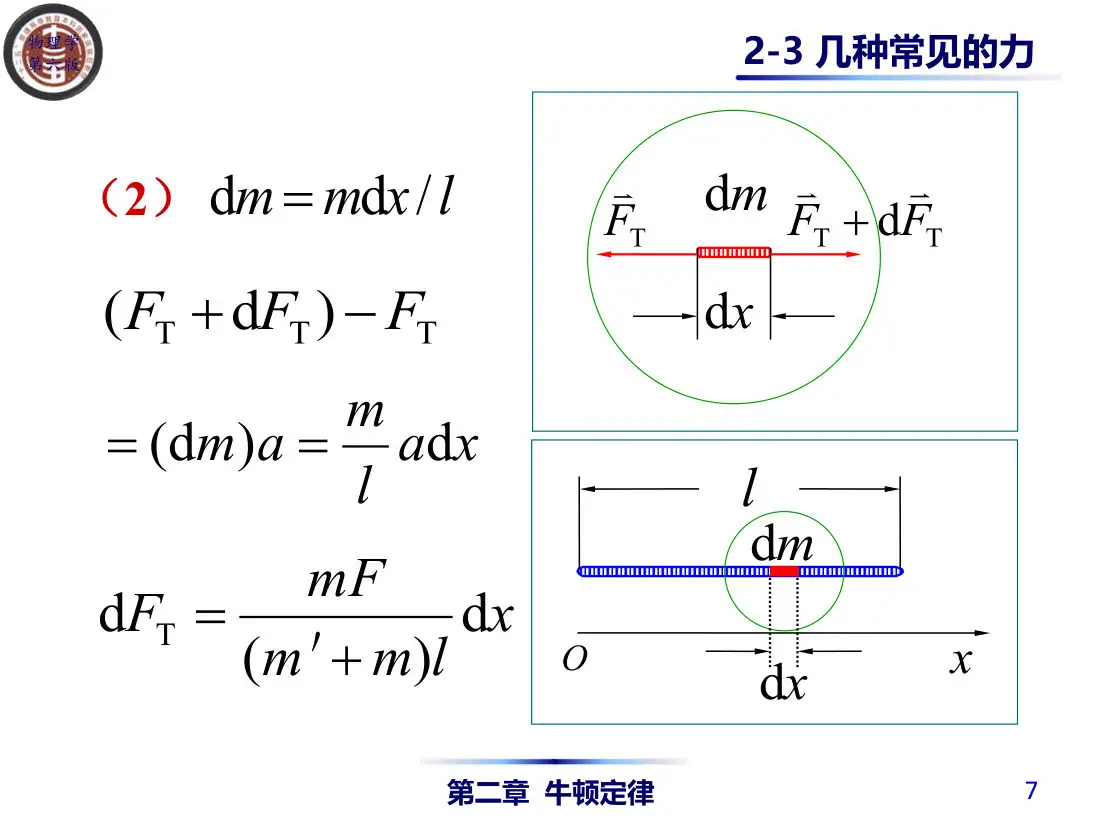 物理学
第六版
2-3 几种常见的力
（2） dm = mdx / l
(F_T + dF_T) − F_T
= (dm)a = m/l adx
dF_T = mF/((m′ + m)l) dx
dm
F⃗_T
F⃗_T + dF⃗_T
dx
l
dm
O
x
dx
第二章 牛顿定律
7